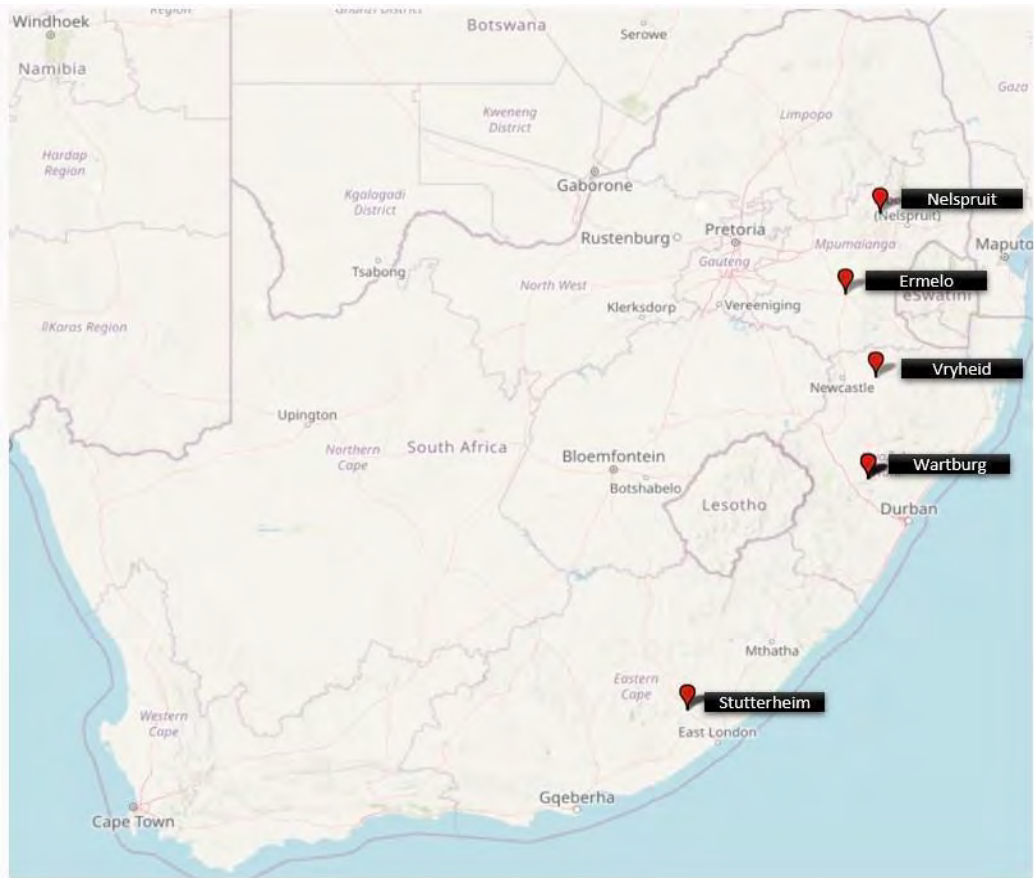 Windhoek
Namibia
Botswana
Serowe
Limpopo
Gaza
Kweneng
District
Hardap
Region
Gaborone
Kgalagadi
District
Nelspruit
(Nelspruit)
Rustenburg
Pretoria
Mpumalanga
Maputo
Tsabong
Gauteng
North West
Ermelo
eSwatini
Klerksdorp
Vereeniging
ǁKaras Region
Vryheid
Newcastle
Upington
Northern
Cape
South Africa
Bloemfontein
Wartburg
Botshabelo
Lesotho
Durban
Mthatha
Eastern
Cape
Stutterheim
Western
Cape
East London
Gqeberha
Cape Town